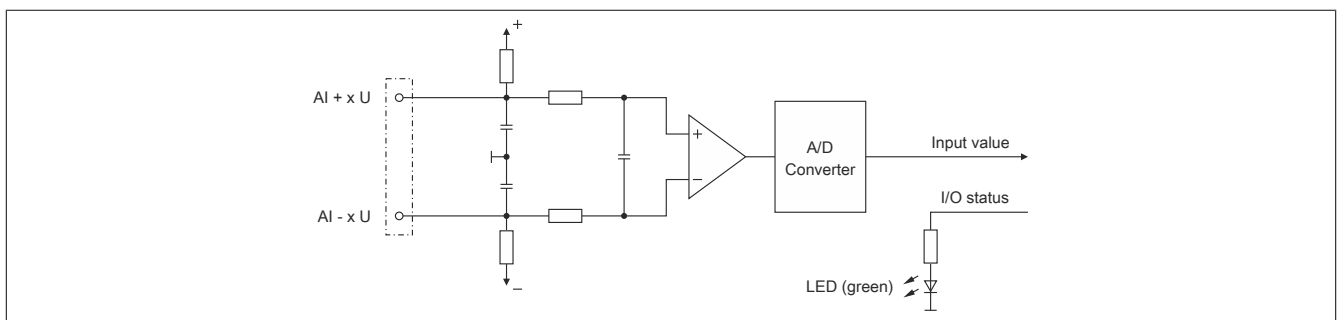 +
AI + x U
+
A/D
Converter
Input value
−
I/O status
AI - x U
−
LED (green)